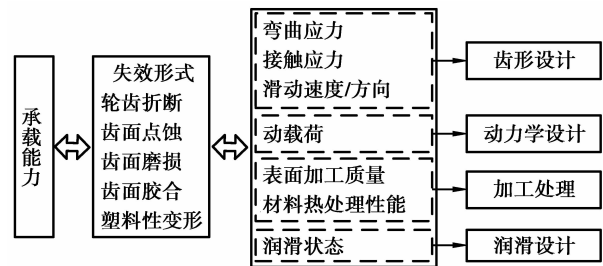 承载能力
失效形式
轮齿折断
齿面点蚀
齿面磨损
齿面胶合
塑料性变形
弯曲应力
接触应力
滑动速度/方向
动载荷
表面加工质量
材料热处理性能
润滑状态
齿形设计
动力学设计
加工处理
润滑设计